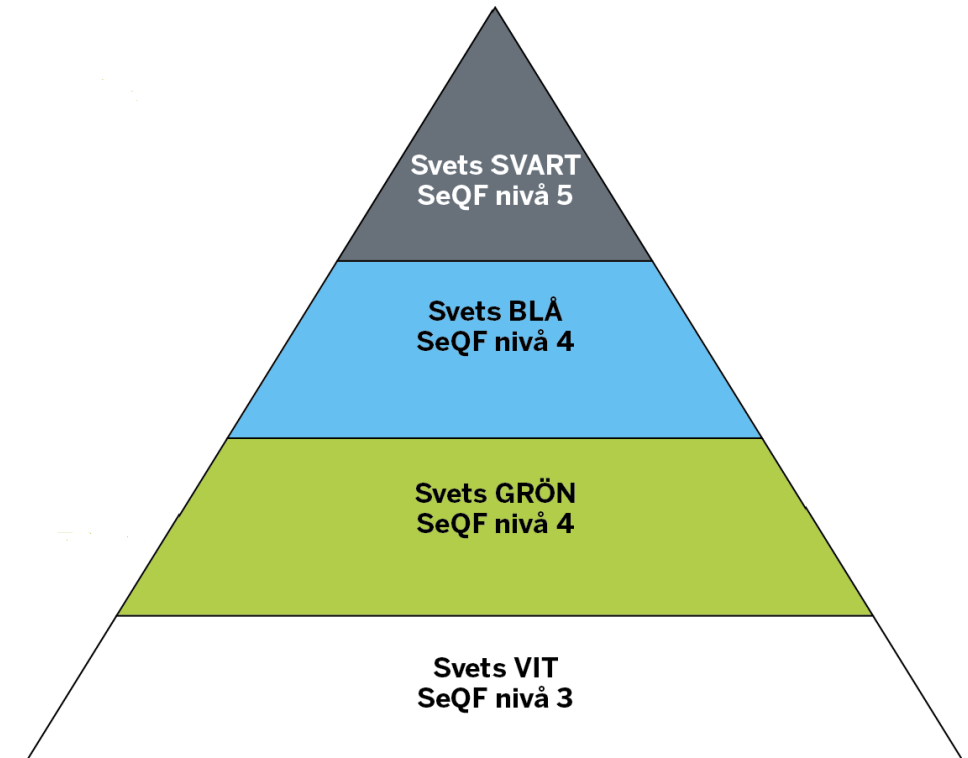 Svets SVART
SeQF nivå 5
Svets BLÅ
SeQF nivå 4
Svets GRÖN
SeQF nivå 4
Svets VIT
SeQF nivå 3